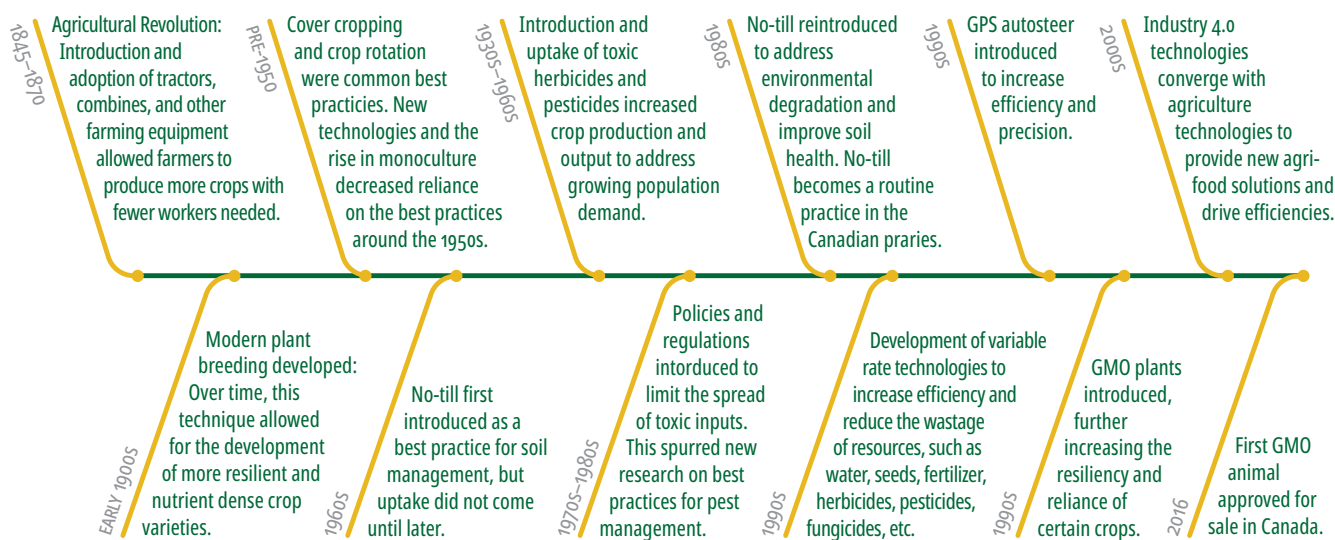 1845–1870
Agricultural Revolution:
Introduction and
adoption of tractors,
combines, and other
farming equipment
allowed farmers to
produce more crops with
fewer workers needed.
EARLY 1900S
Modern plant
breeding developed:
Over time, this
technique allowed
for the development
of more resilient and
nutrient dense crop
varieties.
PRE-1950
Cover cropping
and crop rotation
were common best
practicies. New
technologies and the
rise in monoculture
decreased reliance
on the best practices
around the 1950s.
1960S
No-till first
introduced as a
best practice for soil
management, but
uptake did not come
until later.
1930S–1960S
Introduction and
uptake of toxic
herbicides and
pesticides increased
crop production and
output to address
growing population
demand.
1970S–1980S
Policies and
regulations
intorduced to
limit the spread
of toxic inputs.
This spurred new
research on best
practices for pest
management.
1980S
No-till reintroduced
to address
environmental
degradation and
improve soil
health. No-till
becomes a routine
practice in the
Canadian praries.
1990S
Development of variable
rate technologies to
increase efficiency and
reduce the wastage
of resources, such as
water, seeds, fertilizer,
herbicides, pesticides,
fungicides, etc.
1990S
GPS autosteer
introduced
to increase
efficiency and
precision.
1990S
GMO plants
introduced,
further
increasing the
resiliency and
reliance of
certain crops.
2000S
Industry 4.0
technologies
converge with
agriculture
technologies to
provide new agri-
food solutions and
drive efficiencies.
2016
First GMO
animal
approved for
sale in Canada.